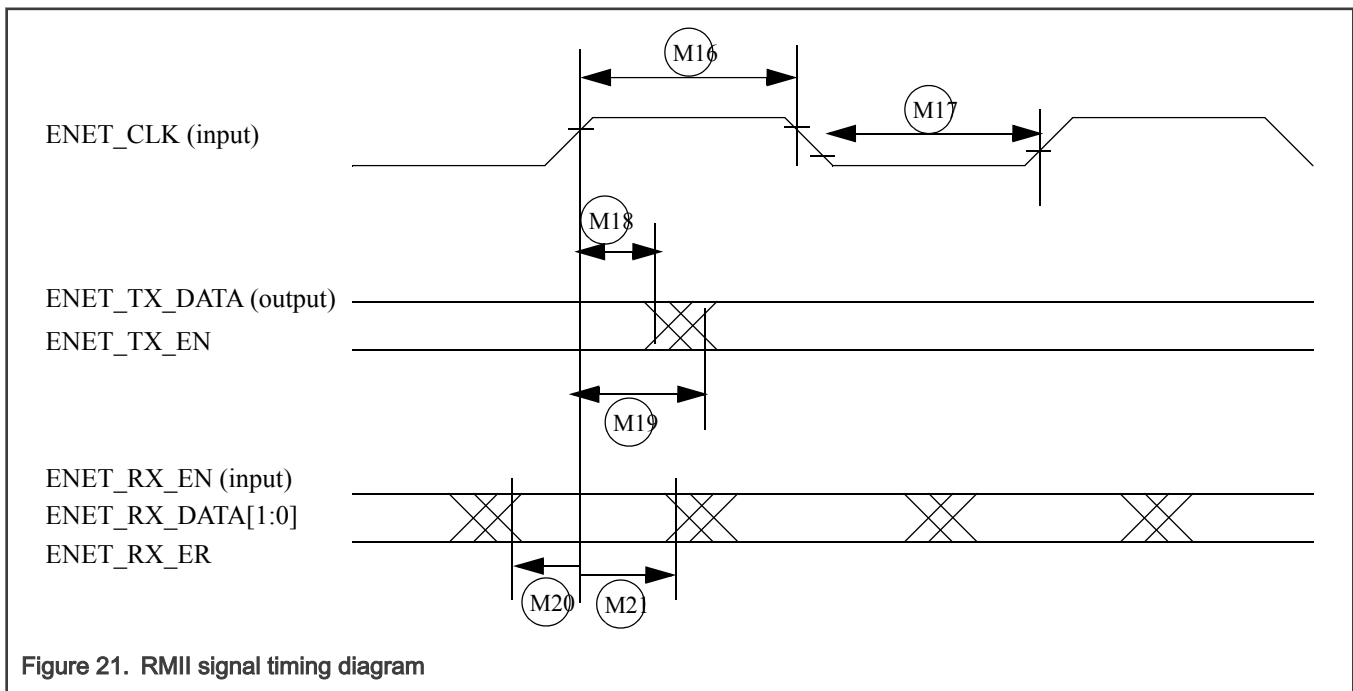 M16
M17
ENET_CLK (input)
M18
ENET_TX_DATA (output)
ENET_TX_EN
M19
ENET_RX_EN (input)
ENET_RX_DATA[1:0]
ENET_RX_ER
M20
M21
Figure 21. RMII signal timing diagram